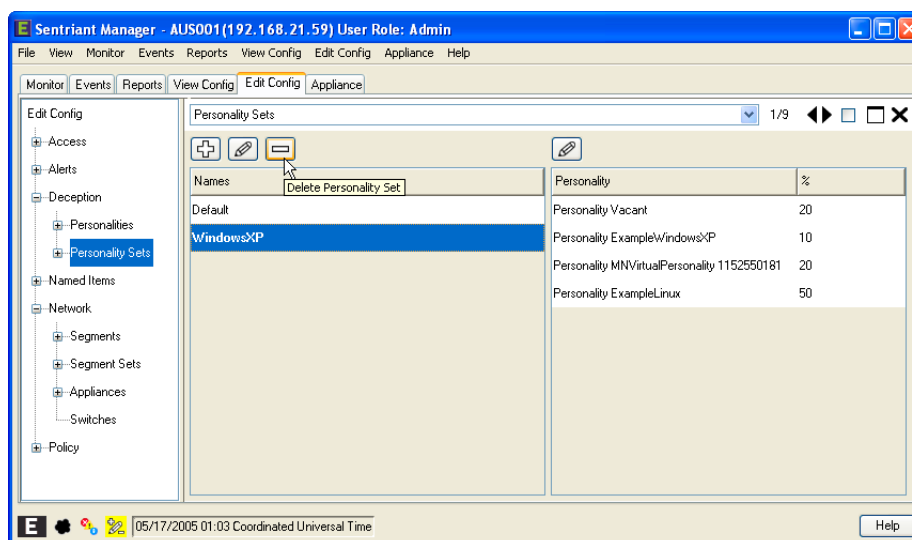 E Sentriant Manager - AUS001(192.168.21.59) User Role: Admin
File View Monitor Events Reports View Config Edit Config Appliance Help
Monitor Events Reports View Config Edit Config Appliance
Edit Config
Access
Alerts
Deception
Personalities
Personality Sets
Named Items
Network
Segments
Segment Sets
Appliances
Switches
Policy
Personality Sets 1/9
Names
Delete Personality Set
Default
WindowsXP
Personality %
Personality Vacant 20
Personality ExampleWindowsXP 10
Personality MNVirtualPersonality 1152550181 20
Personality ExampleLinux 50
E 05/17/2005 01:03 Coordinated Universal Time Help